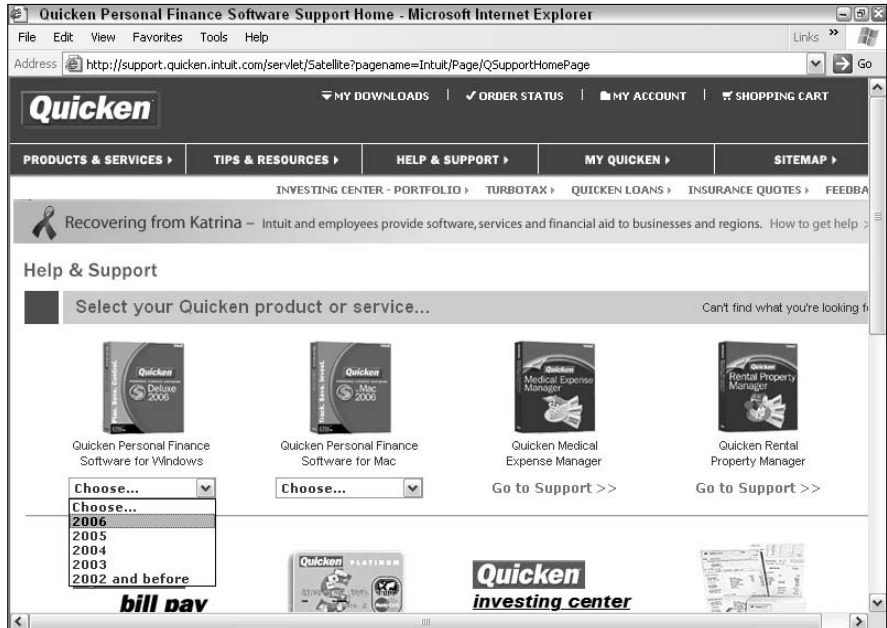 Quicken Personal Finance Software Support Home - Microsoft Internet Explorer
File Edit View Favorites Tools Help Links »
Address http://support.quicken.intuit.com/servlet/Satellite?pagename=Intuit/Page/QSupportHomePage Go
Quicken
MY DOWNLOADS | ORDER STATUS | MY ACCOUNT | SHOPPING CART
PRODUCTS & SERVICES TIPS & RESOURCES HELP & SUPPORT MY QUICKEN SITEMAP
INVESTING CENTER - PORTFOLIO TURBOTAX QUICKEN LOANS INSURANCE QUOTES FEEDBA
Recovering from Katrina – Intuit and employees provide software, services and financial aid to businesses and regions. How to get help >
Help & Support
Select your Quicken product or service... Can't find what you're looking f
Quicken Deluxe 2006
Quicken Mac 2006
Quicken Medical Expense Manager
Quicken Rental Property Manager
Quicken Personal Finance
Software for Windows
Quicken Personal Finance
Software for Mac
Quicken Medical
Expense Manager
Quicken Rental
Property Manager
Choose... Choose... Go to Support >> Go to Support >>
Choose...
2006
2005
2004
2003
2002 and before
bill pay
Quicken PLATINUM
Quicken
investing center